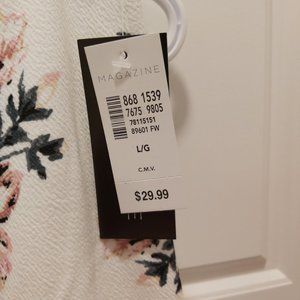 MAGAZINE
868 1539
7675 9805
78115151
89601 FW
L/G
C.M.V.
$29.99